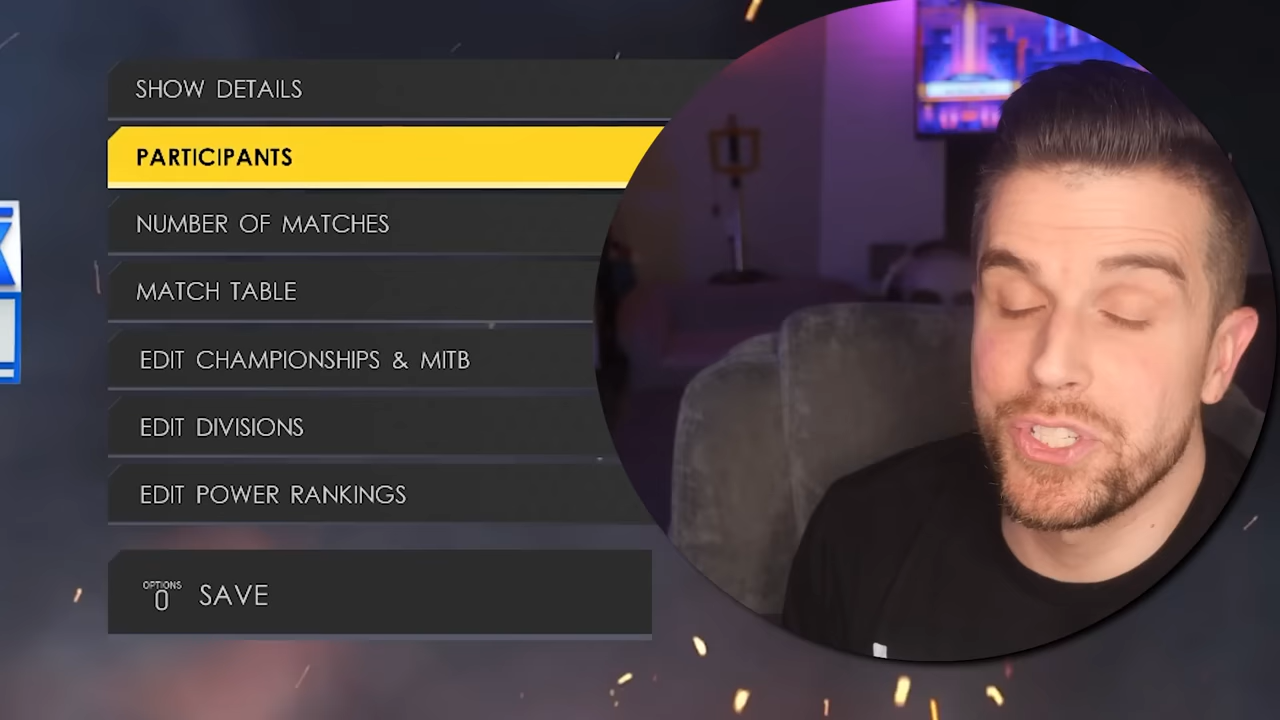 SHOW DETAILS
PARTICIPANTS
NUMBER OF MATCHES
MATCH TABLE
EDIT CHAMPIONSHIPS & MITB
EDIT DIVISIONS
EDIT POWER RANKINGS
OPTIONS
SAVE